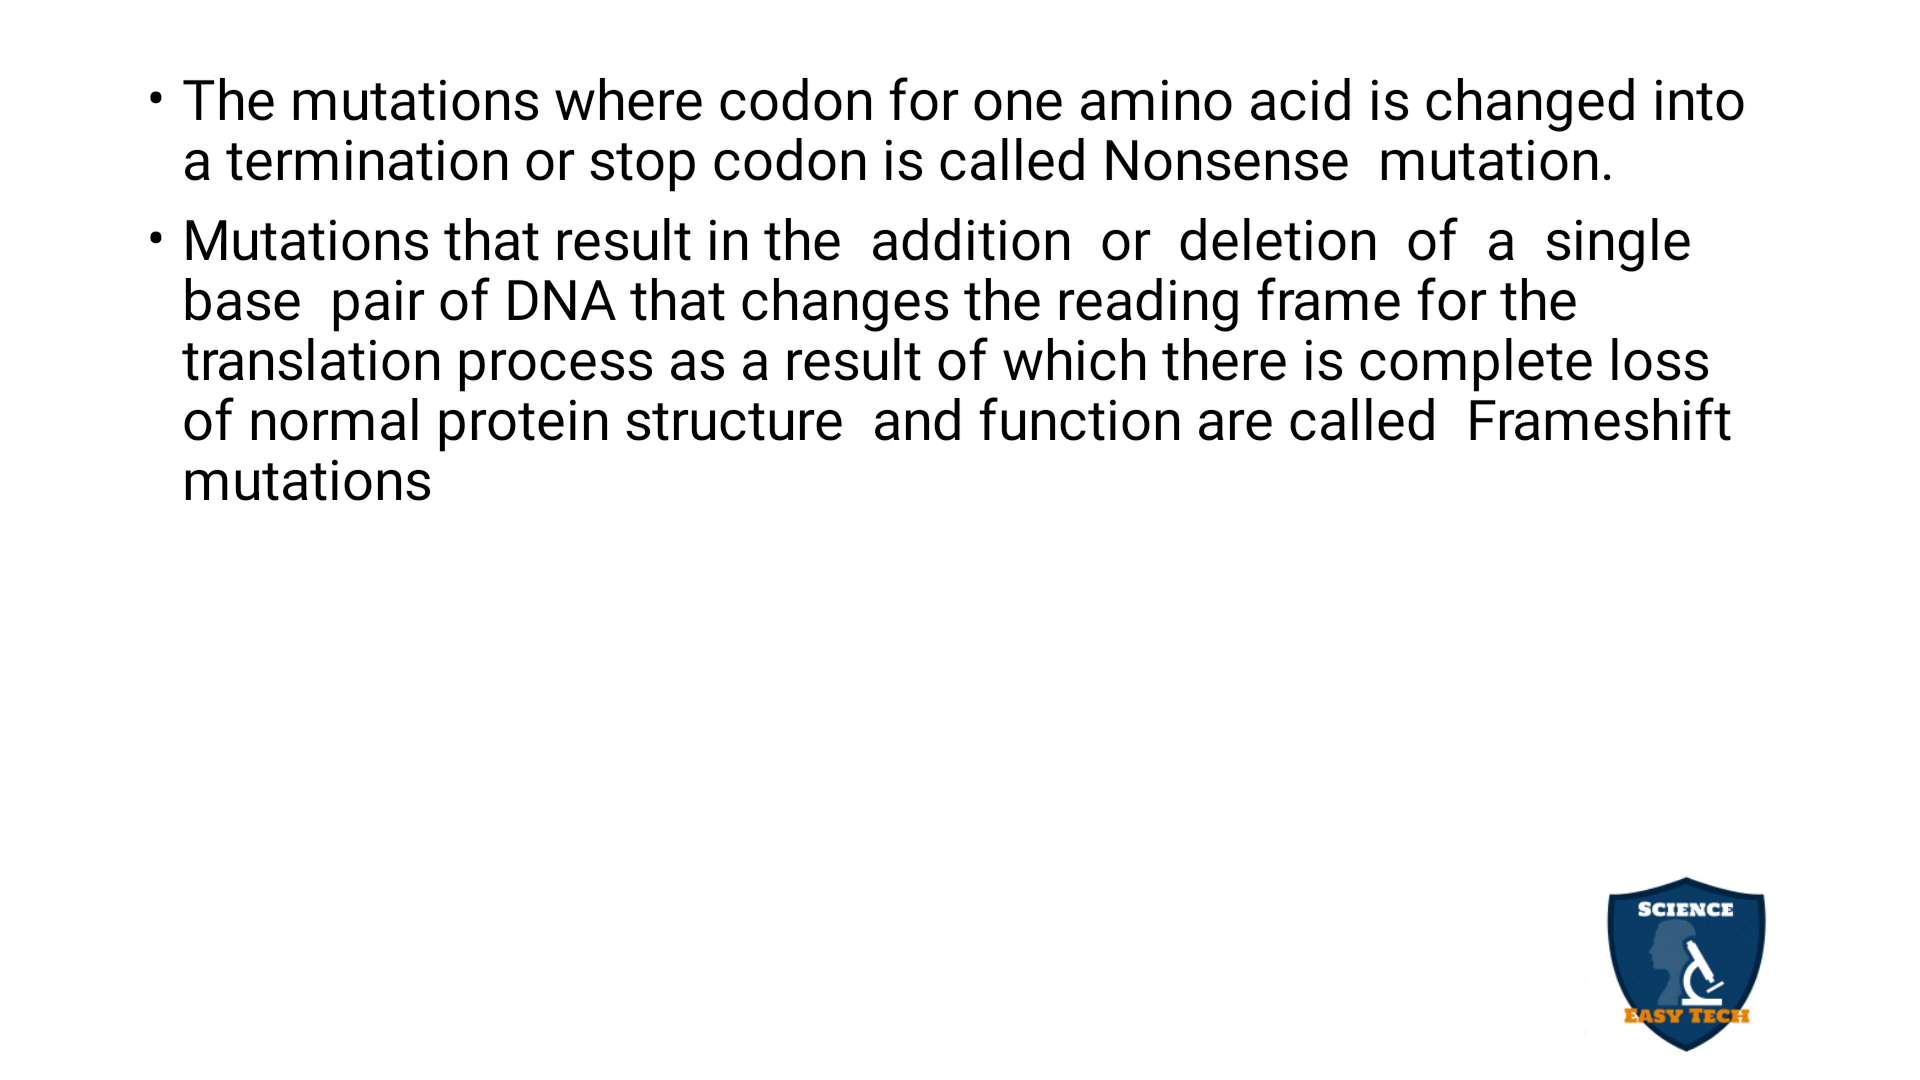 • The mutations where codon for one amino acid is changed into
a termination or stop codon is called Nonsense  mutation.
• Mutations that result in the  addition  or  deletion  of  a  single
base  pair of DNA that changes the reading frame for the
translation process as a result of which there is complete loss
of normal protein structure  and function are called  Frameshift
mutations
SCIENCE
EASY TECH